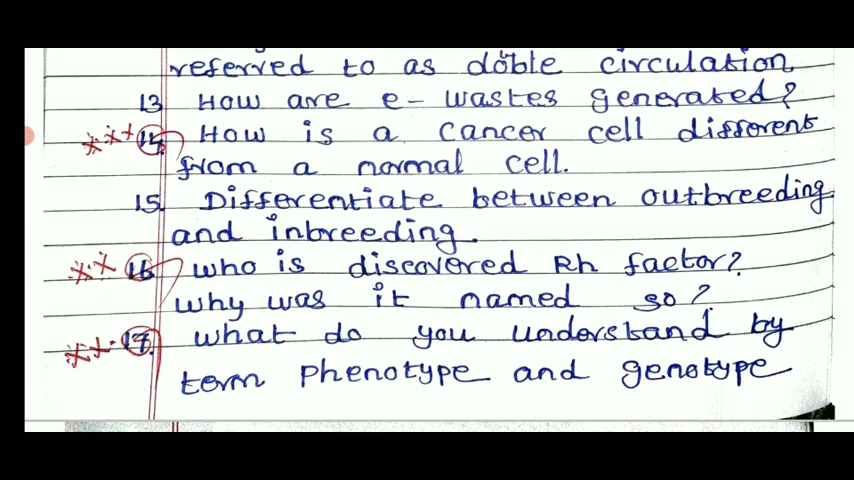 referred to as doble circulation
13 How are e- wastes generated?
14. How is a cancer cell different
from a normal cell.
15. Differentiate between outbreeding
and inbreeding.
16 who is discovered Rh factor?
why was it named so?
17. what do you understand by
term Phenotype and genotype